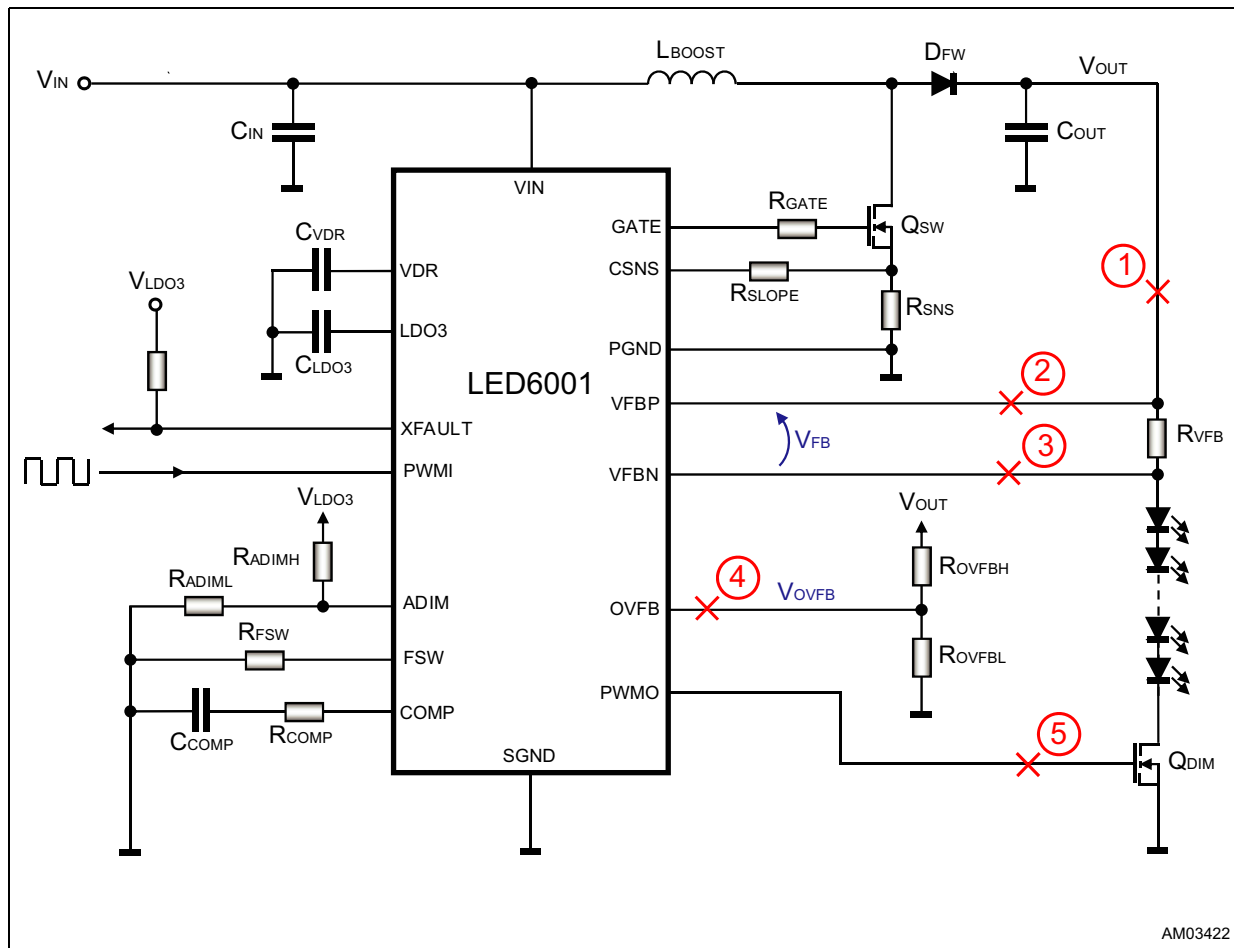 LBOOST
DFW
VIN
VOUT
CIN
COUT
VIN
RGATE
GATE
QSW
CVDR
VDR
CSNS
RSLOPE
1
VLDO3
RSNS
LDO3
PGND
CLDO3
LED6001
2
VFBP
XFAULT
VFB
RVFB
3
PWMI
VFBN
VLDO3
VOUT
RADIMH
ROVFBH
RADIML
4
ADIM
OVFB
VOVFB
RFSW
FSW
ROVFBL
PWMO
COMP
CCOMP
RCOMP
5
SGND
QDIM
AM03422